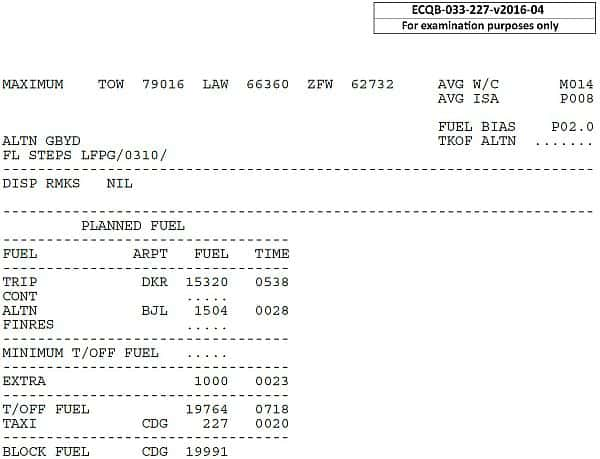 ECQB-033-227-v2016-04
For examination purposes only
MAXIMUM TOW 79016 LAW 66360 ZFW 62732 AVG W/C M014
AVG ISA P008
FUEL BIAS P02.0
ALTN GBYD TKOF ALTN .......
FL STEPS LFPG/0310/
DISP RMKS NIL
PLANNED FUEL
FUEL ARPT FUEL TIME
TRIP DKR 15320 0538
CONT .....
ALTN BJL 1504 0028
FINRES .....
MINIMUM T/OFF FUEL .....
EXTRA 1000 0023
T/OFF FUEL 19764 0718
TAXI CDG 227 0020
BLOCK FUEL CDG 19991